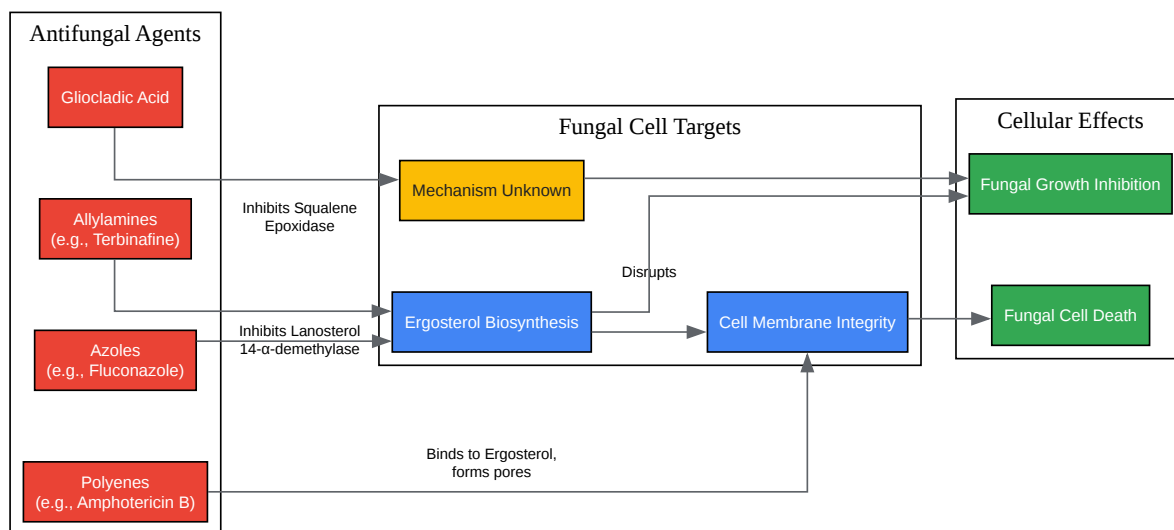 Antifungal Agents
Gliocladic Acid
Allylamines
(e.g., Terbinafine)
Azoles
(e.g., Fluconazole)
Polyenes
(e.g., Amphotericin B)
Inhibits Squalene
Epoxidase
Inhibits Lanosterol
14-α-demethylase
Binds to Ergosterol,
forms pores
Fungal Cell Targets
Mechanism Unknown
Disrupts
Ergosterol Biosynthesis
Cell Membrane Integrity
Cellular Effects
Fungal Growth Inhibition
Fungal Cell Death